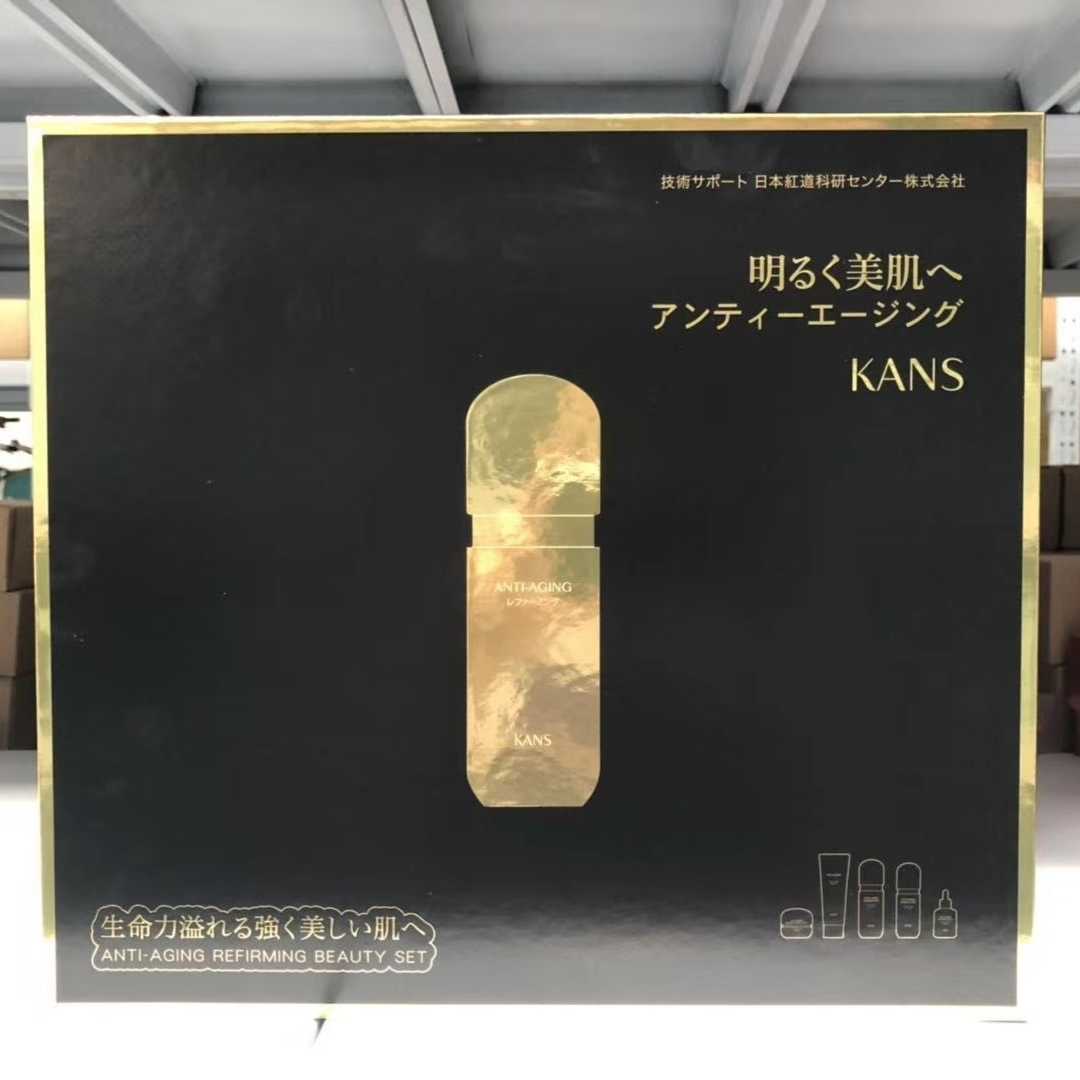 技術サポート 日本紅道科研センター株式会社
明るく美肌へ
アンティーエージング
KANS
ANTI-AGING
KANS
生命力溢れる強く美しい肌へ
ANTI-AGING REFIRMING BEAUTY SET